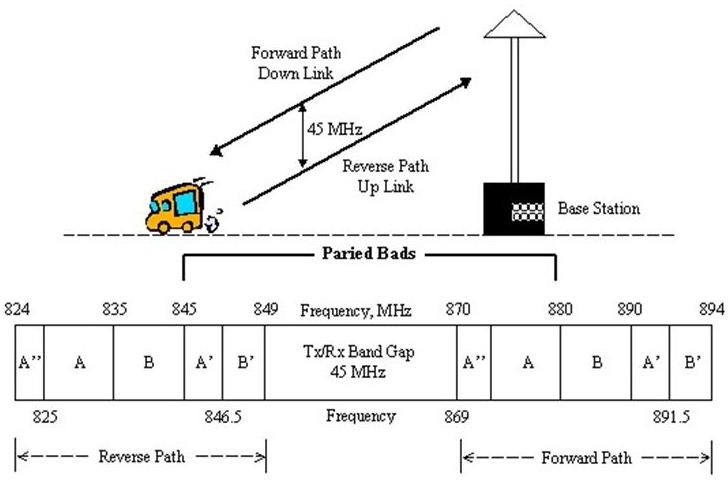 Forward Path
Down Link
45 MHz
Reverse Path
Up Link
Base Station
Paried Bads
824 835 845 849 Frequency, MHz 870 880 890 894
A’’ A B A’ B’ Tx/Rx Band Gap A’’ A B A’ B’
45 MHz
825 846.5 Frequency 869 891.5
Reverse Path Forward Path